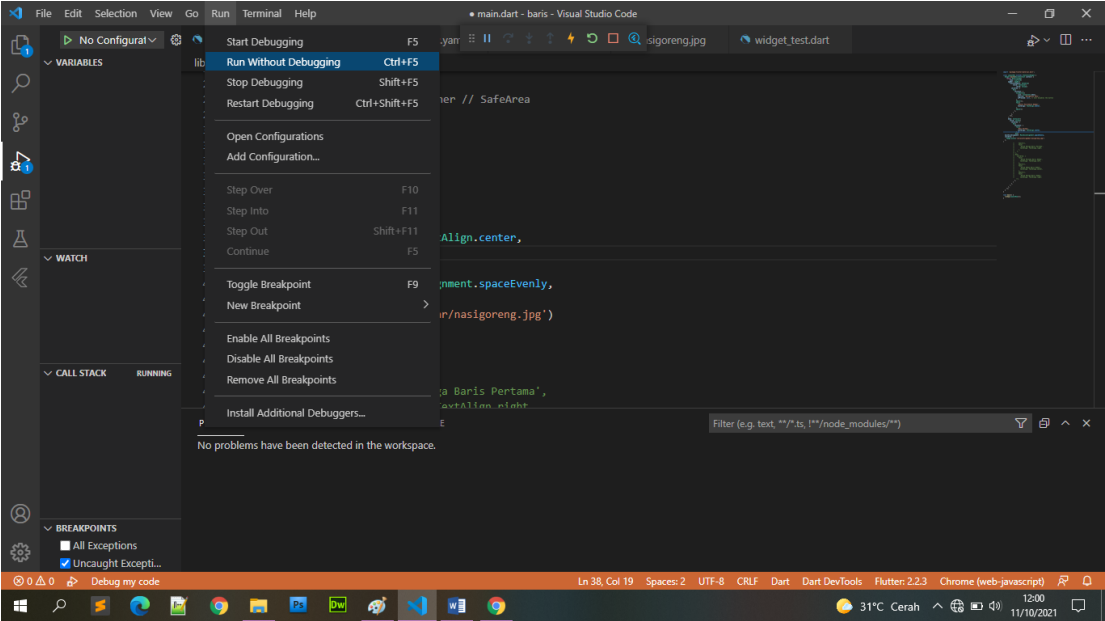 File Edit Selection View Go Run Terminal Help
● main.dart - baris - Visual Studio Code
No Configurat
.yam
nasigoreng.jpg
widget_test.dart
VARIABLES
lib
Start Debugging F5
Run Without Debugging Ctrl+F5
Stop Debugging Shift+F5
Restart Debugging Ctrl+Shift+F5
Open Configurations
Add Configuration...
Step Over F10
Step Into F11
Step Out Shift+F11
Continue F5
Toggle Breakpoint F9
New Breakpoint
Enable All Breakpoints
Disable All Breakpoints
Remove All Breakpoints
Install Additional Debuggers...
ner // SafeArea
tAlign.center,
gnment.spaceEvenly,
ar/nasigoreng.jpg')
ga Baris Pertama',
TextAlign.right
WATCH
CALL STACK RUNNING
P
E
Filter (e.g. text, **/*.ts, !**/node_modules/**)
No problems have been detected in the workspace.
BREAKPOINTS
All Exceptions
Uncaught Excepti...
0 0 Debug my code
Ln 38, Col 19 Spaces: 2 UTF-8 CRLF Dart Dart DevTools Flutter: 2.2.3 Chrome (web-javascript)
31°C Cerah
12:00
11/10/2021